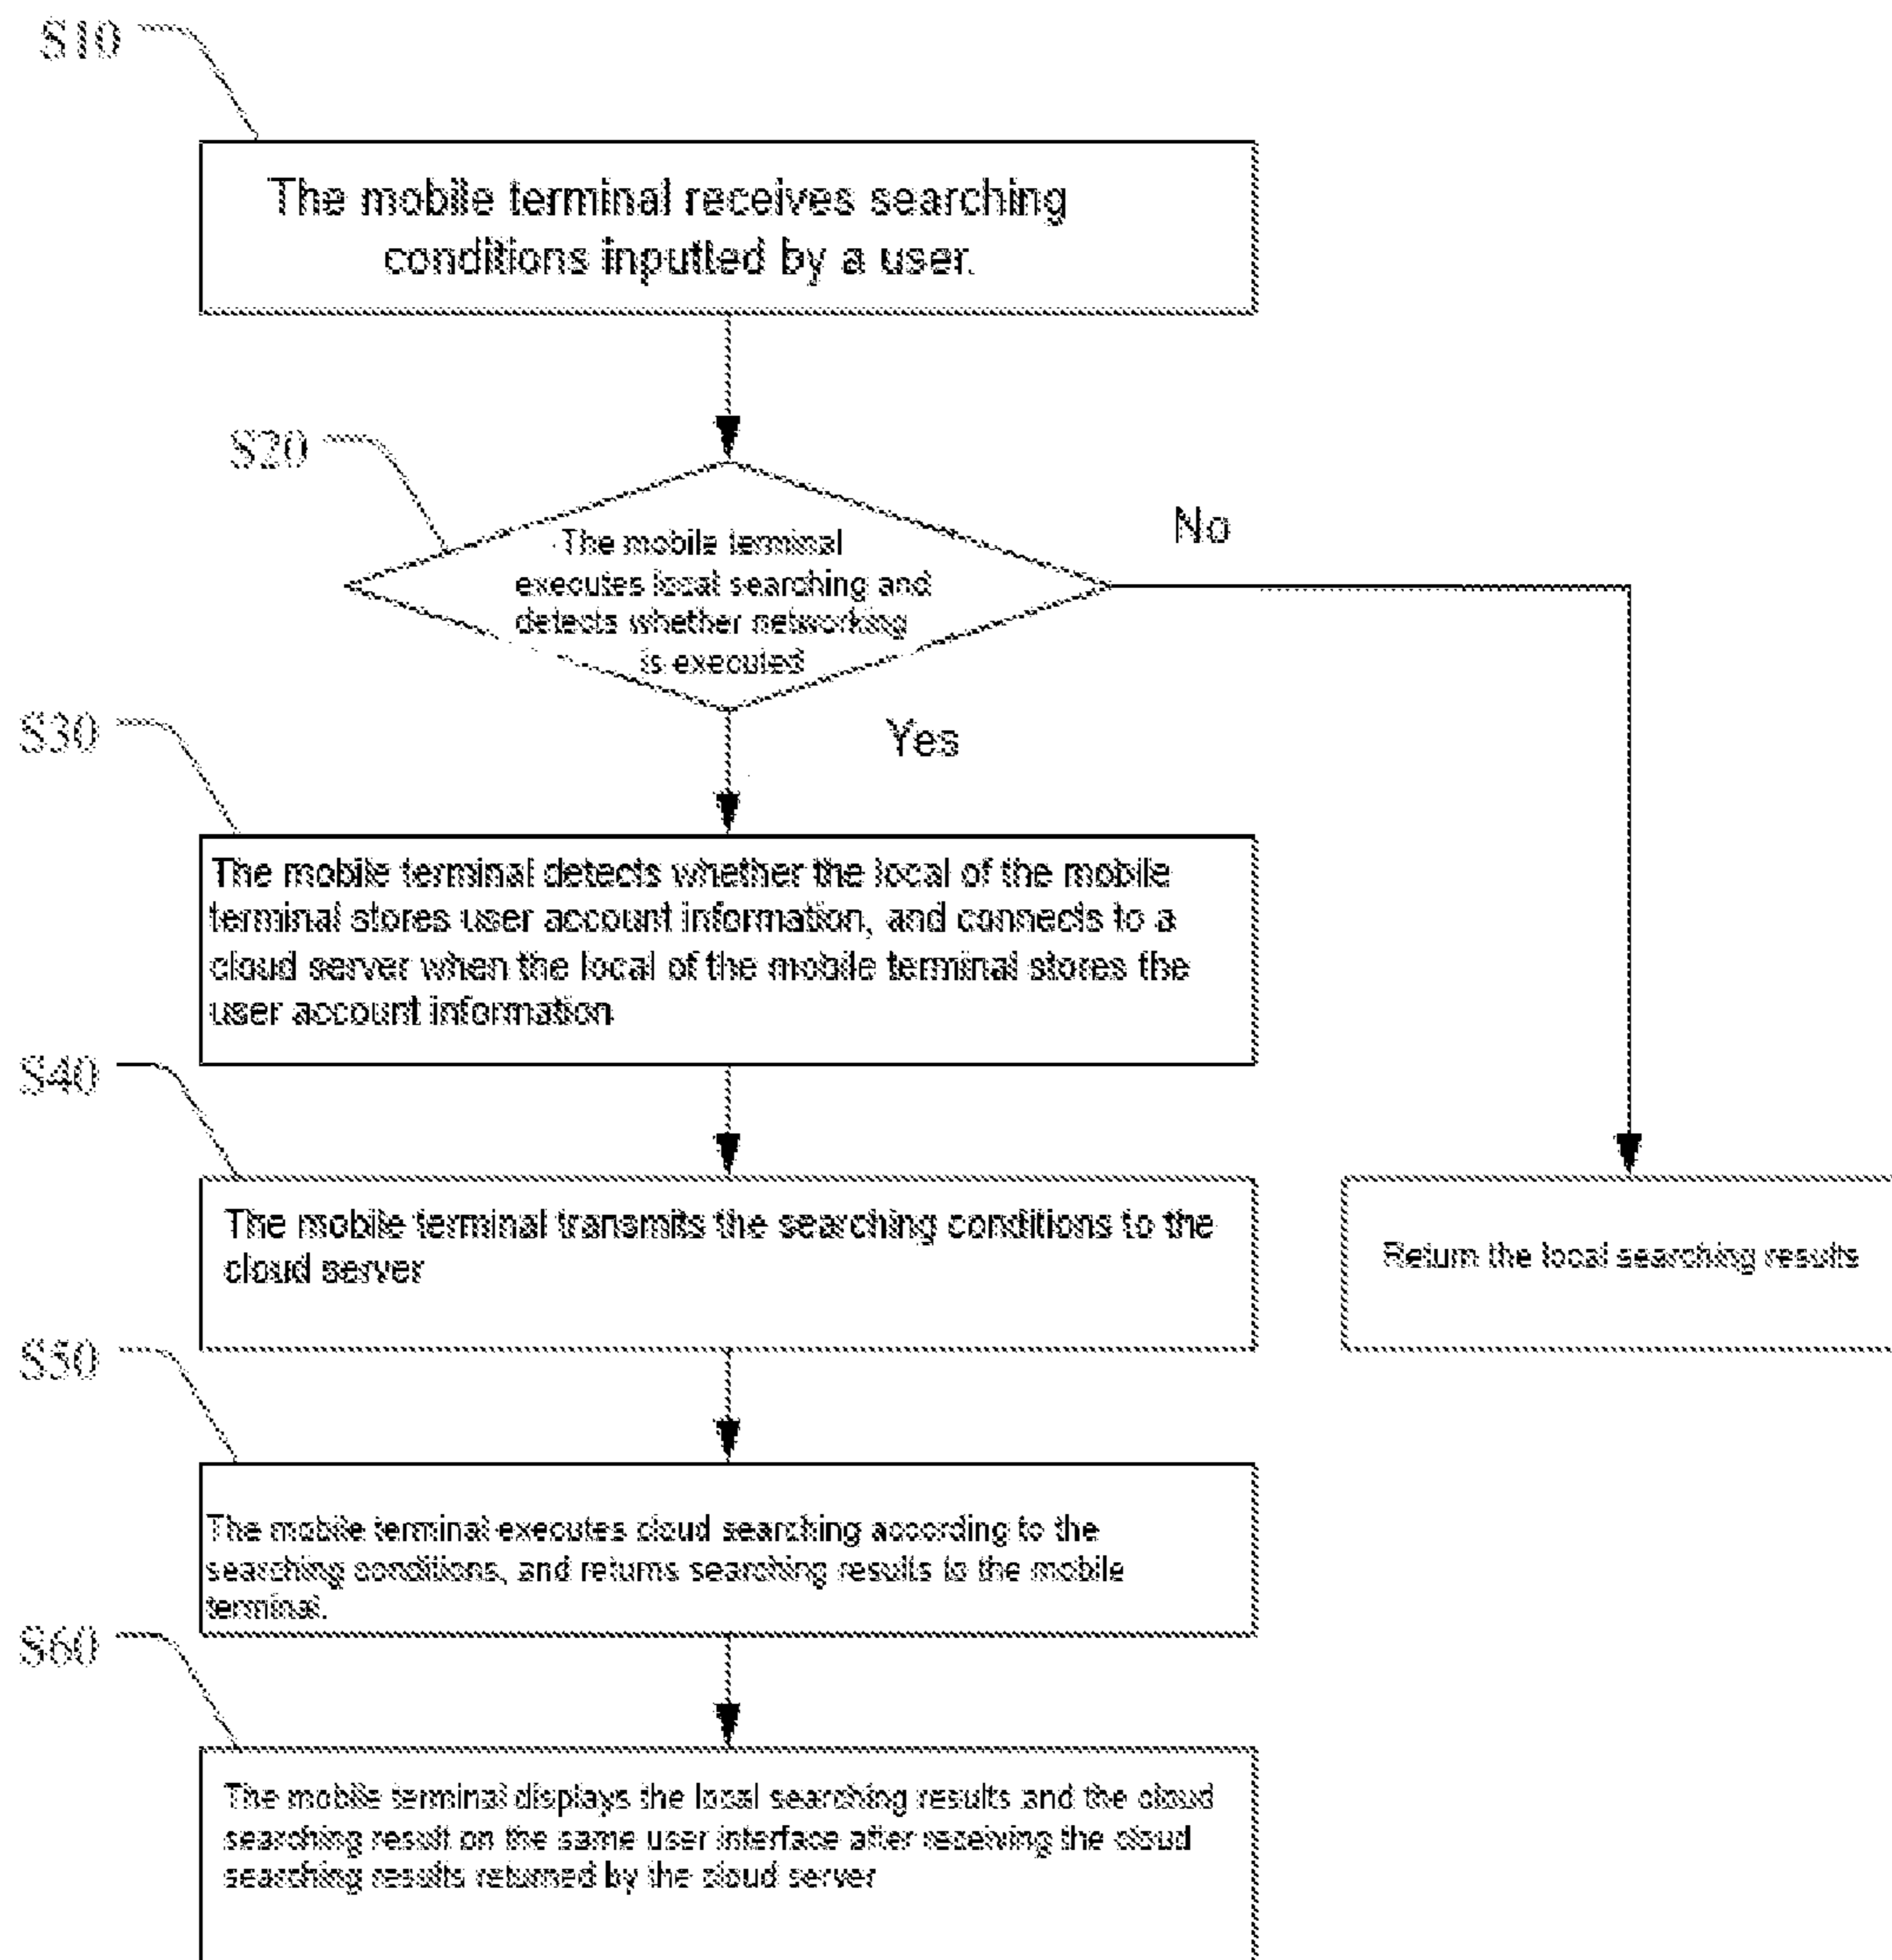 S10
The mobile terminal receives searching
conditions inputted by a user.
S20
The mobile terminal
executes local searching and
detects whether networking
is executed
No
Yes
S30
The mobile terminal detects whether the local of the mobile
terminal stores user account information, and connects to a
cloud server when the local of the mobile terminal stores the
user account information
S40
The mobile terminal transmits the searching conditions to the
cloud server
Return the local searching results
S50
The mobile terminal executes cloud searching according to the
searching conditions, and returns searching results to the mobile
terminal.
S60
The mobile terminal displays the local searching results and the cloud
searching result on the same user interface after receiving the cloud
searching results returned by the cloud server